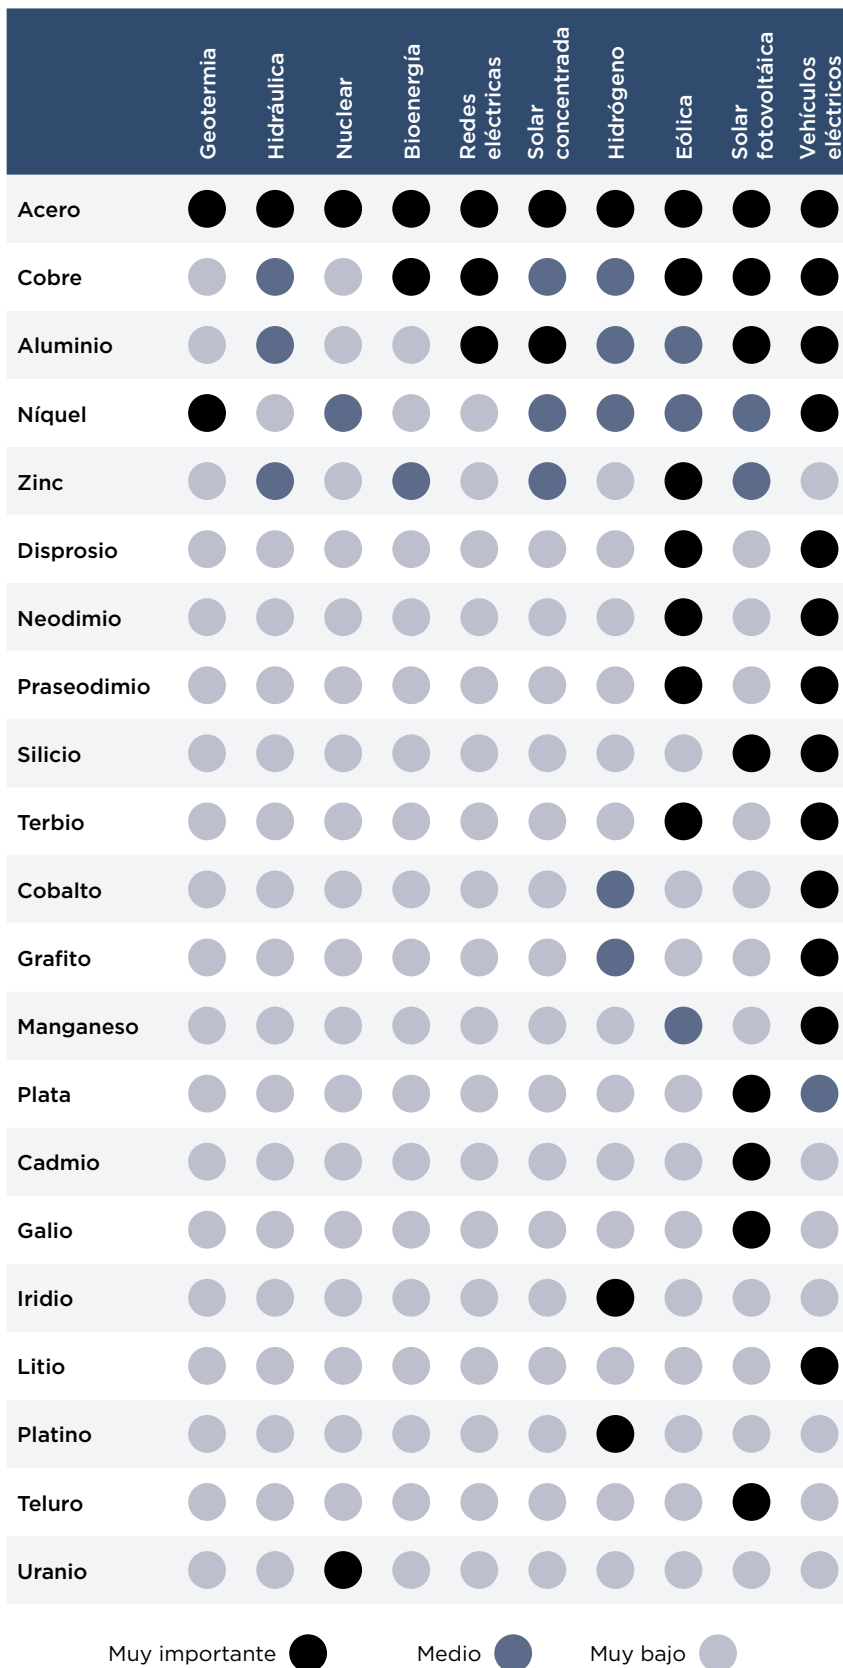 Geotermia
Hidráulica
Nuclear
Bioenergía
Redes
eléctricas
Solar
concentrada
Hidrógeno
Eólica
Solar
fotovoltáica
Vehículos
eléctricos
Acero
Cobre
Aluminio
Níquel
Zinc
Disprosio
Neodimio
Praseodimio
Silicio
Terbio
Cobalto
Grafito
Manganeso
Plata
Cadmio
Galio
Iridio
Litio
Platino
Teluro
Uranio
Muy importante Medio Muy bajo